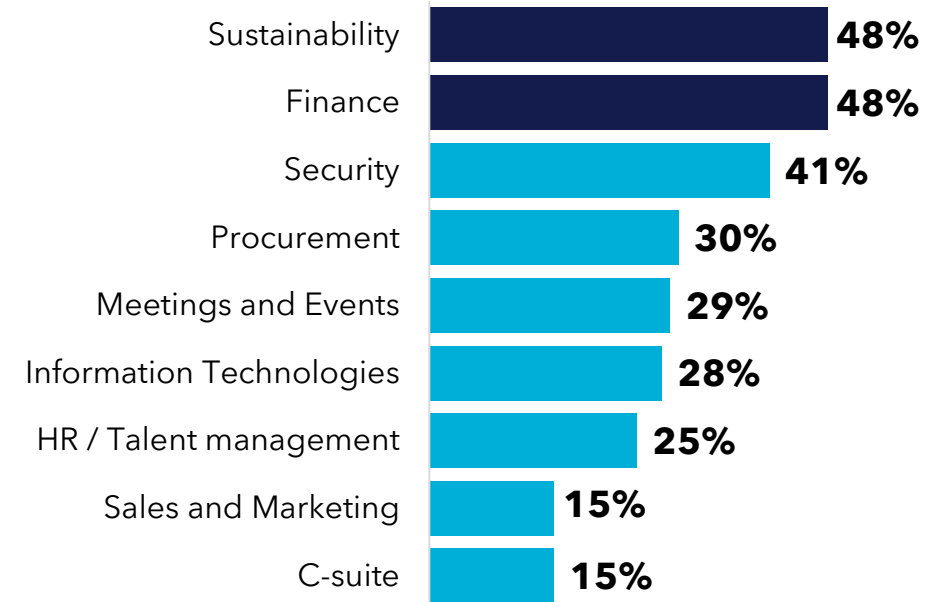 Sustainability 48%
Finance 48%
Security 41%
Procurement 30%
Meetings and Events 29%
Information Technologies 28%
HR / Talent management 25%
Sales and Marketing 15%
C-suite 15%